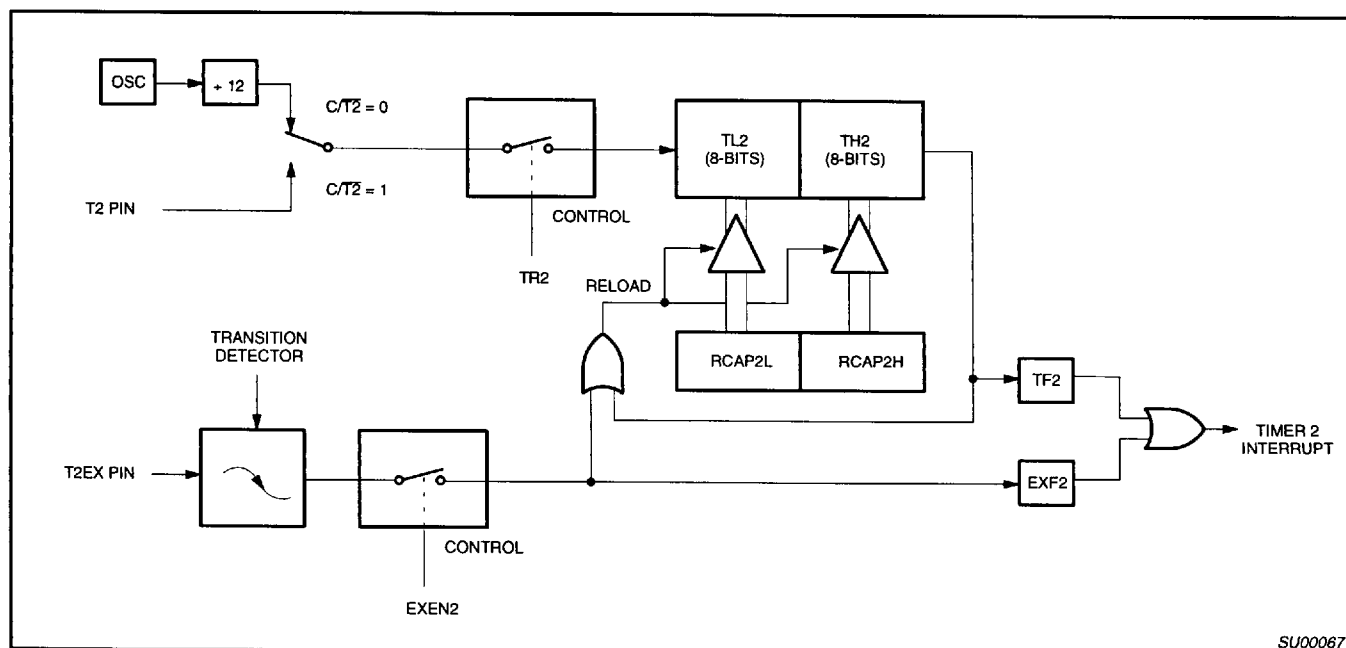 OSC
÷ 12
C/T2 = 0
C/T2 = 1
T2 PIN
CONTROL
TR2
TL2
(8-BITS)
TH2
(8-BITS)
RELOAD
RCAP2L
RCAP2H
TRANSITION
DETECTOR
T2EX PIN
CONTROL
EXEN2
TF2
EXF2
TIMER 2
INTERRUPT
SU00067